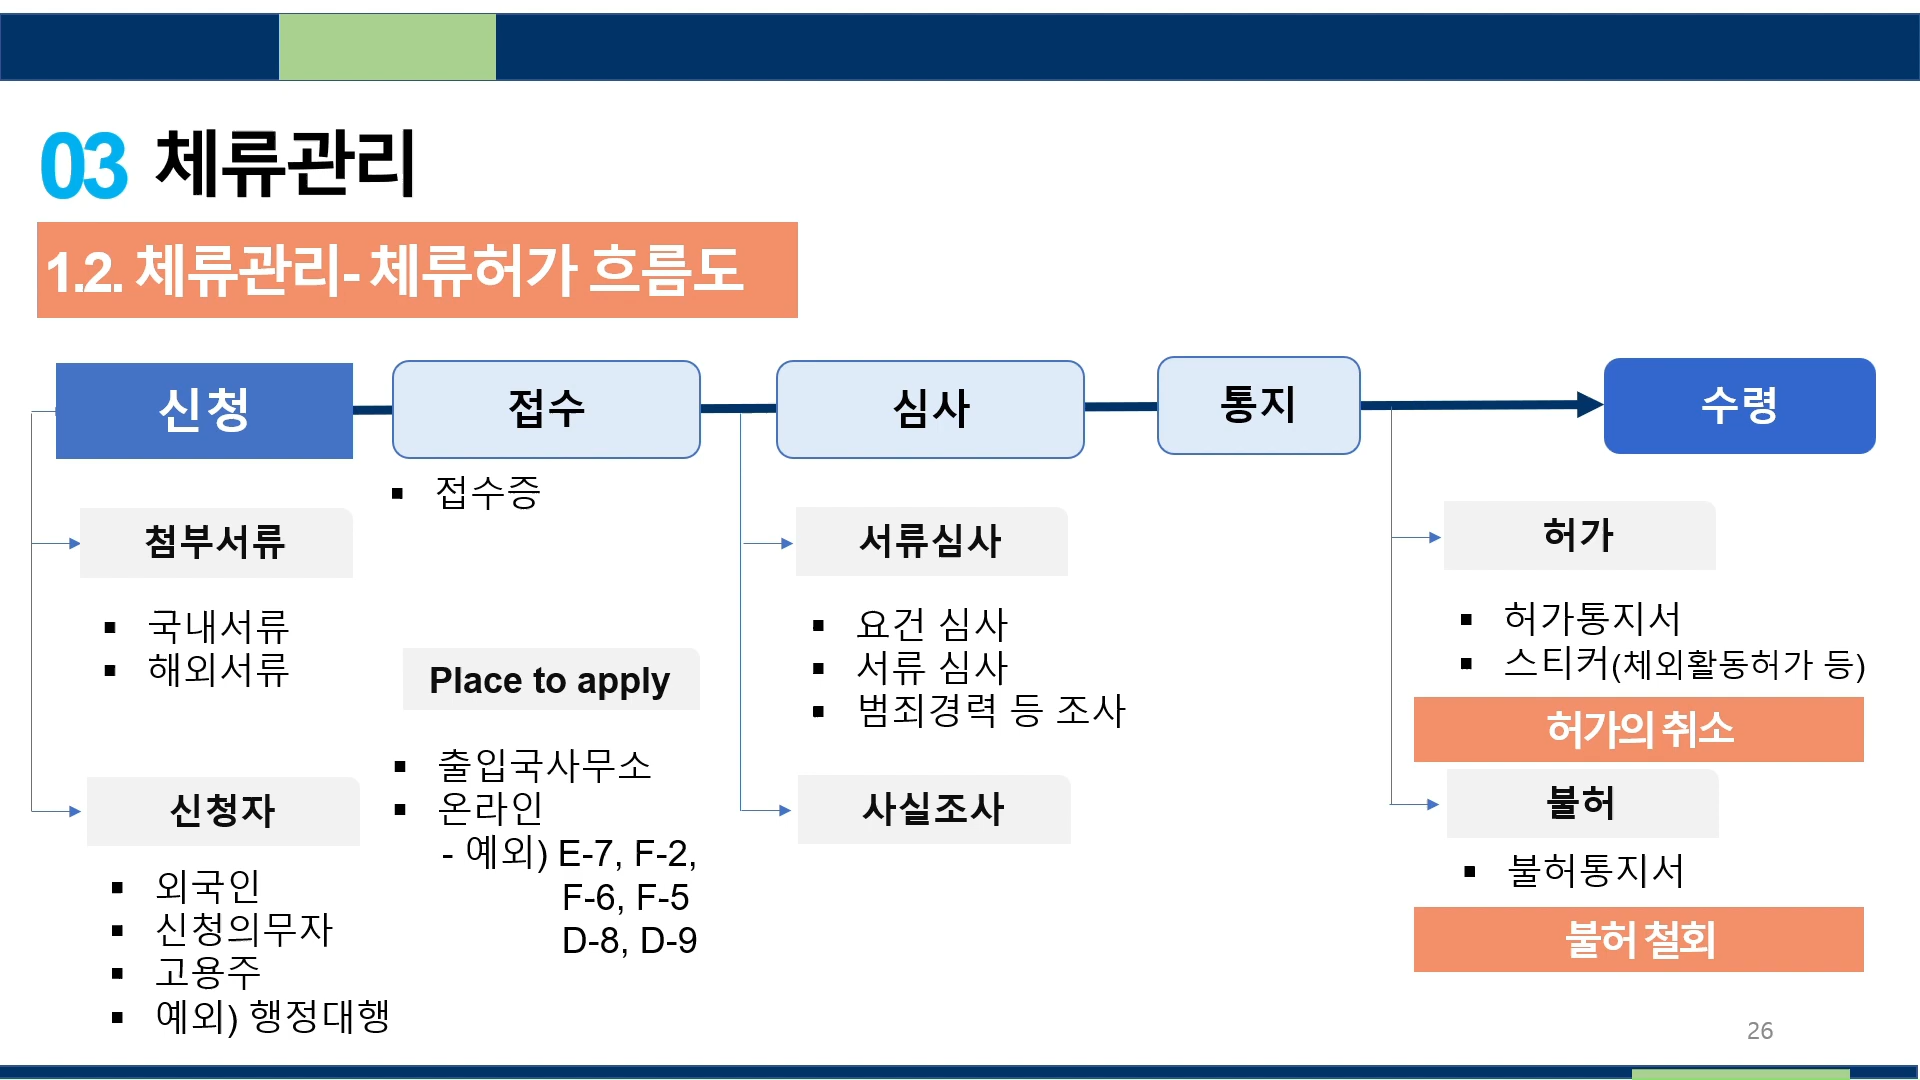 03 체류관리
1.2. 체류관리- 체류허가 흐름도
신청
접수
심사
통지
수령
첨부서류
▪ 국내서류
▪ 해외서류
신청자
▪ 외국인
▪ 신청의무자
▪ 고용주
▪ 예외) 행정대행
▪ 접수증
Place to apply
▪ 출입국사무소
▪ 온라인
- 예외) E-7, F-2,
F-6, F-5
D-8, D-9
서류심사
▪ 요건 심사
▪ 서류 심사
▪ 범죄경력 등 조사
사실조사
허가
▪ 허가통지서
▪ 스티커(체외활동허가 등)
허가의 취소
불허
▪ 불허통지서
불허 철회
26